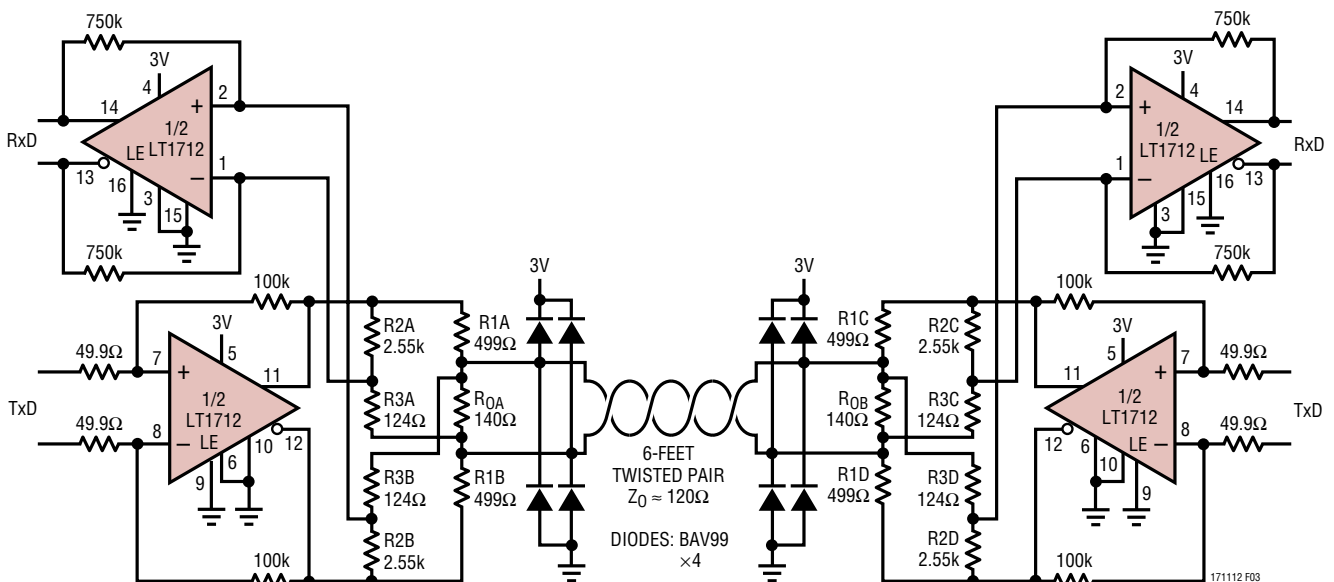 750k
3V
4
14
2
+
1/2
LT1712
LE
RxD
1
−
13
16
3
15
750k
100k
3V
49.9Ω
7
+
5
11
1/2
LT1712
TxD
49.9Ω
8
−
LE
10
12
6
9
100k
R2A
2.55k
R1A
499Ω
R3A
124Ω
R0A
140Ω
R3B
124Ω
R1B
499Ω
R2B
2.55k
3V
6-FEET
TWISTED PAIR
Z0 ≈ 120Ω
DIODES: BAV99
×4
3V
R1C
499Ω
R2C
2.55k
R0B
140Ω
R3C
124Ω
R1D
499Ω
R3D
124Ω
R2D
2.55k
750k
3V
4
14
2
+
1/2
LT1712
LE
RxD
1
−
13
16
15
3
750k
100k
3V
5
7
49.9Ω
+
11
1/2
LT1712
TxD
49.9Ω
8
−
LE
12
6
10
9
100k
171112 F03